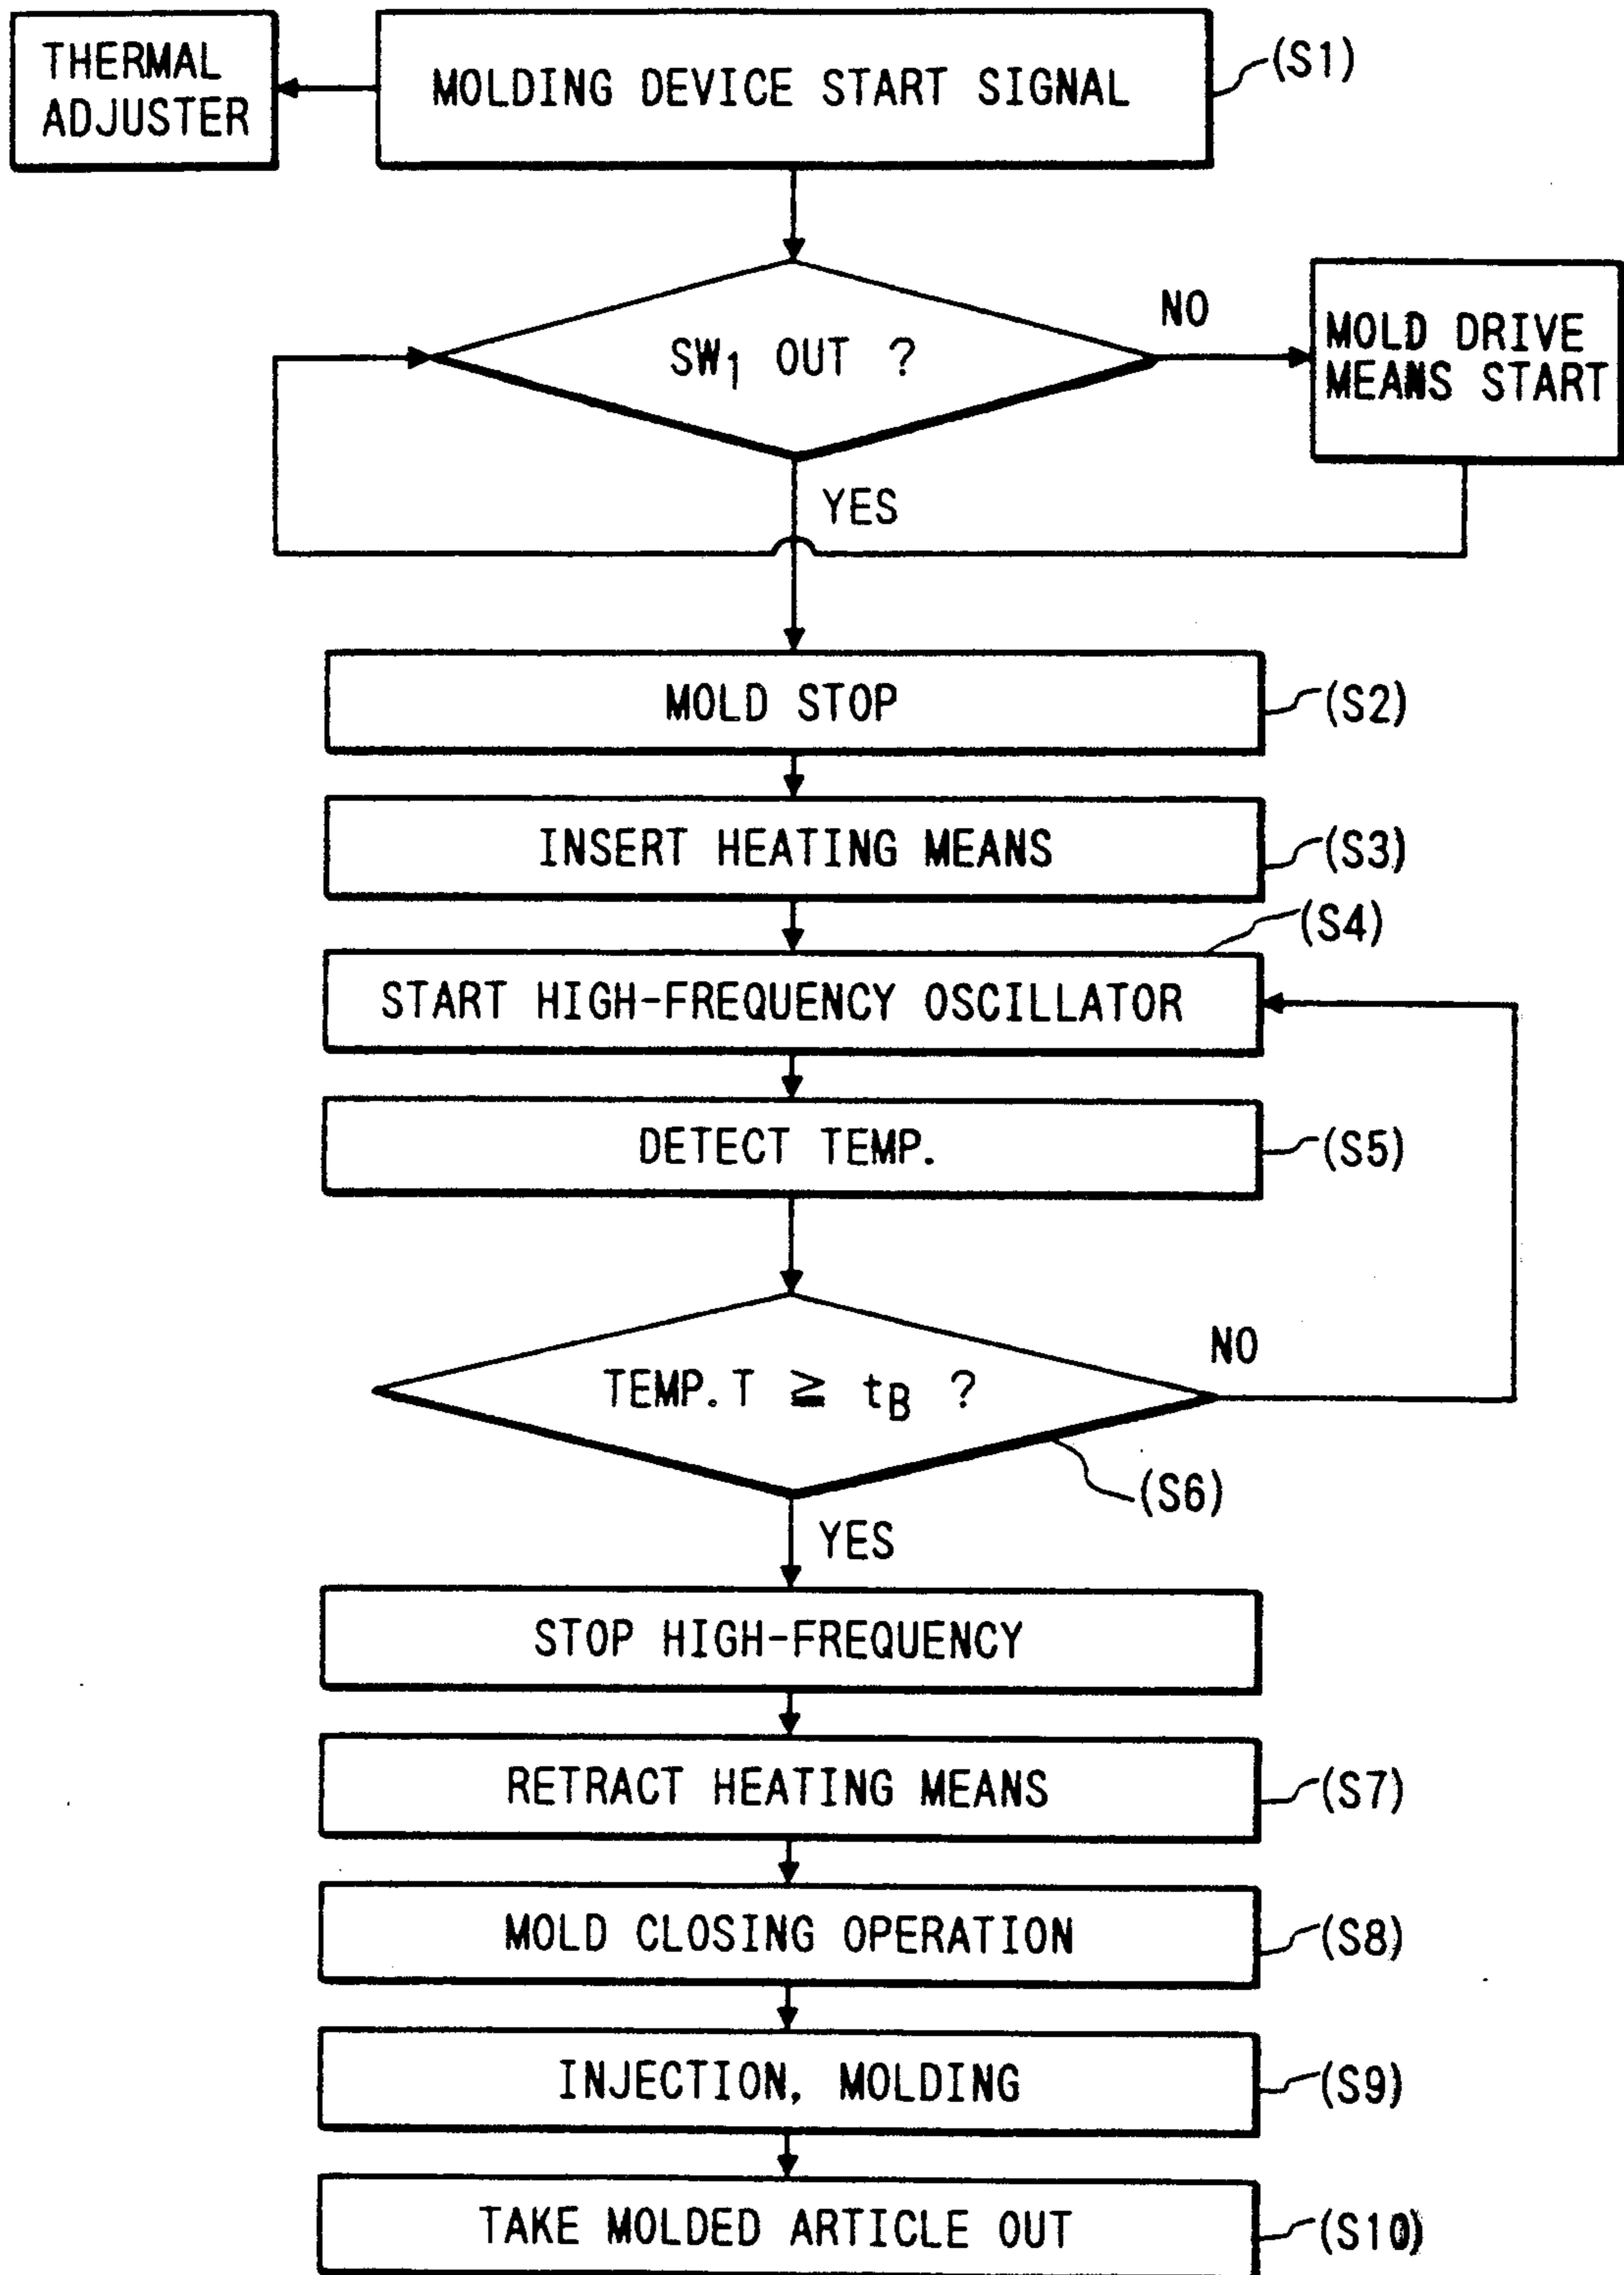 THERMAL
ADJUSTER
MOLDING DEVICE START SIGNAL
(S1)
SW1 OUT ?
NO
MOLD DRIVE
MEANS START
YES
MOLD STOP
(S2)
INSERT HEATING MEANS
(S3)
(S4)
START HIGH-FREQUENCY OSCILLATOR
DETECT TEMP.
(S5)
TEMP. T ≧ tB ?
NO
(S6)
YES
STOP HIGH-FREQUENCY
RETRACT HEATING MEANS
(S7)
MOLD CLOSING OPERATION
(S8)
INJECTION, MOLDING
(S9)
TAKE MOLDED ARTICLE OUT
(S10)